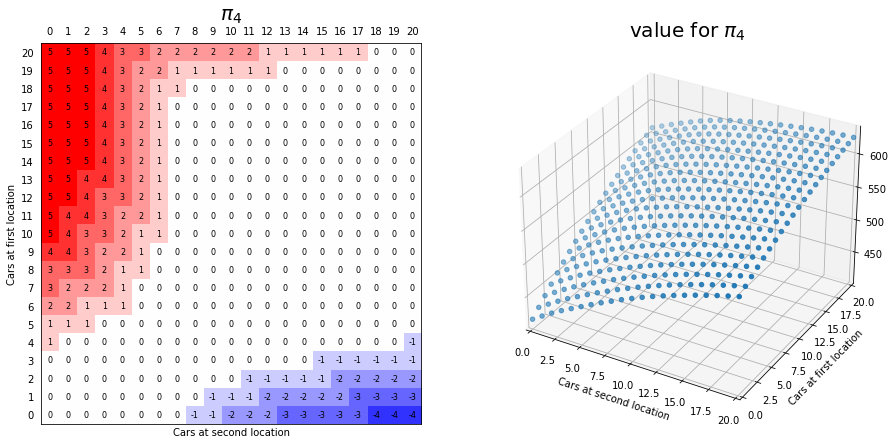 π₄
0 1 2 3 4 5 6 7 8 9 10 11 12 13 14 15 16 17 18 19 20
20 5 5 5 4 3 3 2 2 2 2 2 2 1 1 1 1 1 1 0 0 0
19 5 5 5 4 3 2 2 1 1 1 1 1 1 0 0 0 0 0 0 0 0
18 5 5 5 4 3 2 1 1 0 0 0 0 0 0 0 0 0 0 0 0 0
17 5 5 5 4 3 2 1 0 0 0 0 0 0 0 0 0 0 0 0 0 0
16 5 5 5 4 3 2 1 0 0 0 0 0 0 0 0 0 0 0 0 0 0
15 5 5 5 4 3 2 1 0 0 0 0 0 0 0 0 0 0 0 0 0 0
14 5 5 5 4 3 2 1 0 0 0 0 0 0 0 0 0 0 0 0 0 0
13 5 5 4 4 3 2 1 0 0 0 0 0 0 0 0 0 0 0 0 0 0
12 5 5 4 3 3 2 1 0 0 0 0 0 0 0 0 0 0 0 0 0 0
11 5 4 4 3 2 2 1 0 0 0 0 0 0 0 0 0 0 0 0 0 0
10 5 4 3 3 2 1 1 0 0 0 0 0 0 0 0 0 0 0 0 0 0
9 4 4 3 2 2 1 0 0 0 0 0 0 0 0 0 0 0 0 0 0 0
8 3 3 3 2 1 1 0 0 0 0 0 0 0 0 0 0 0 0 0 0 0
7 3 2 2 2 1 0 0 0 0 0 0 0 0 0 0 0 0 0 0 0 0
6 2 2 1 1 1 0 0 0 0 0 0 0 0 0 0 0 0 0 0 0 0
5 1 1 1 0 0 0 0 0 0 0 0 0 0 0 0 0 0 0 0 0 0
4 1 0 0 0 0 0 0 0 0 0 0 0 0 0 0 0 0 0 0 0 -1
3 0 0 0 0 0 0 0 0 0 0 0 0 0 0 0 -1 -1 -1 -1 -1 -1
2 0 0 0 0 0 0 0 0 0 0 0 -1 -1 -1 -1 -1 -2 -2 -2 -2 -2
1 0 0 0 0 0 0 0 0 0 -1 -1 -1 -2 -2 -2 -2 -2 -3 -3 -3 -3
0 0 0 0 0 0 0 0 0 -1 -1 -2 -2 -2 -3 -3 -3 -3 -3 -4 -4 -4
Cars at first location
Cars at second location
value for π₄
600
550
500
450
0.0 2.5 5.0 7.5 10.0 12.5 15.0 17.5 20.0
Cars at second location
0.0 2.5 5.0 7.5 10.0 12.5 15.0 17.5 20.0
Cars at first location